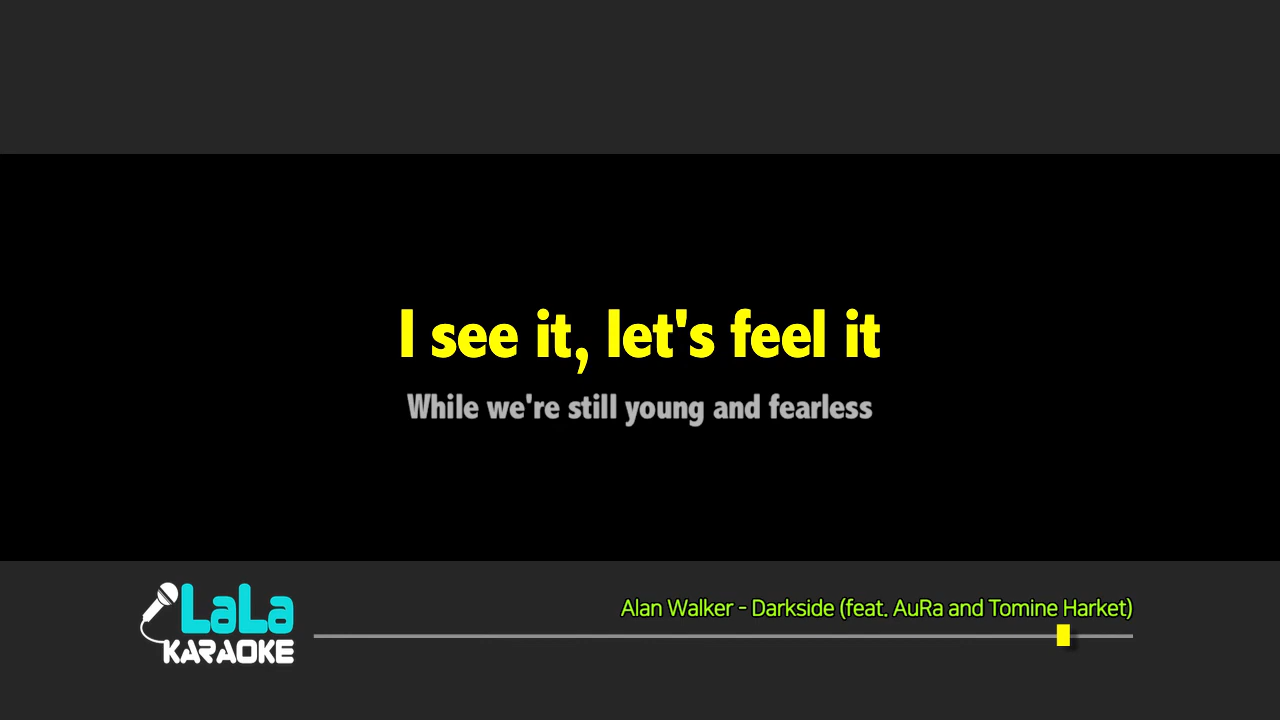 I see it, let's feel it
While we're still young and fearless
LaLa
KARAOKE
Alan Walker - Darkside (feat. AuRa and Tomine Harket)